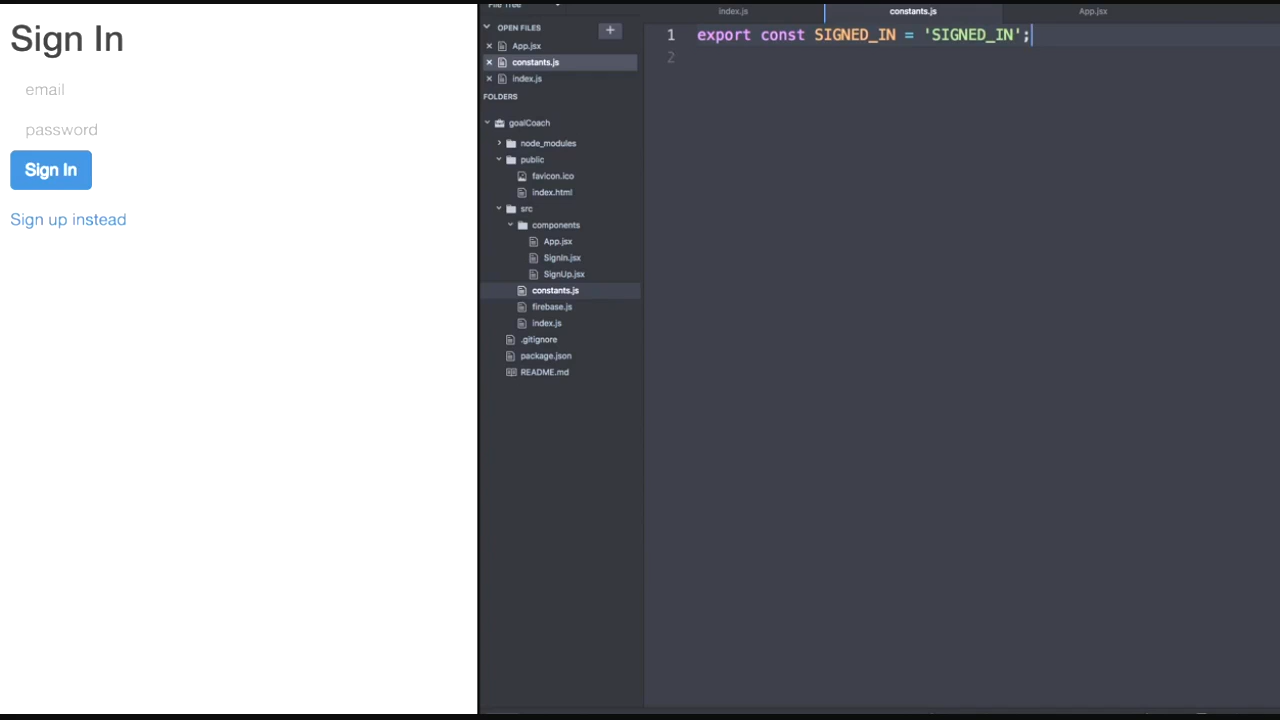 Sign In
email
password
Sign In
Sign up instead
File Tree
OPEN FILES
+
× App.jsx
× constants.js
× index.js
FOLDERS
goalCoach
node_modules
public
favicon.ico
index.html
src
components
App.jsx
SignIn.jsx
SignUp.jsx
constants.js
firebase.js
index.js
.gitignore
package.json
README.md
index.js constants.js App.jsx
1 export const SIGNED_IN = 'SIGNED_IN';
2